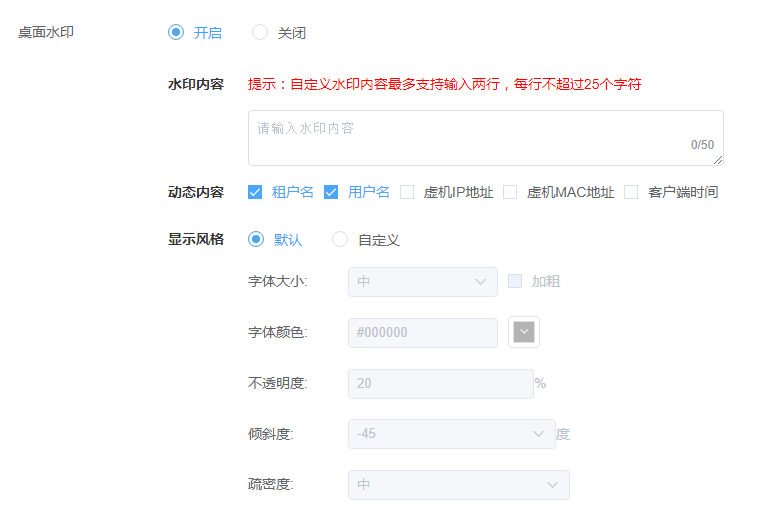 桌面水印 开启 关闭
水印内容 提示：自定义水印内容最多支持输入两行，每行不超过25个字符
请输入水印内容
0/50
动态内容 租户名 用户名 虚机IP地址 虚机MAC地址 客户端时间
显示风格 默认 自定义
字体大小: 中 加粗
字体颜色: #000000
不透明度: 20 %
倾斜度: -45 度
疏密度: 中